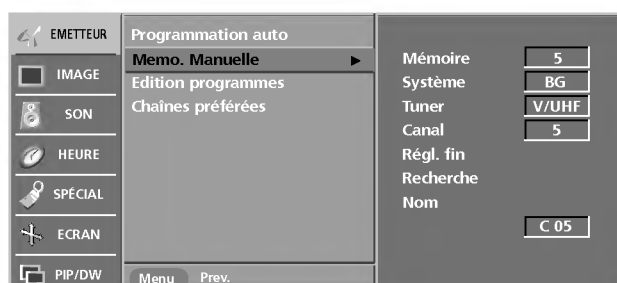 EMETTEUR
IMAGE
SON
HEURE
SPÉCIAL
ECRAN
PIP/DW
Programmation auto
Memo. Manuelle
Edition programmes
Chaînes préférées
Menu Prev.
Mémoire 5
Système BG
Tuner V/UHF
Canal 5
Régl. fin
Recherche
Nom
C 05